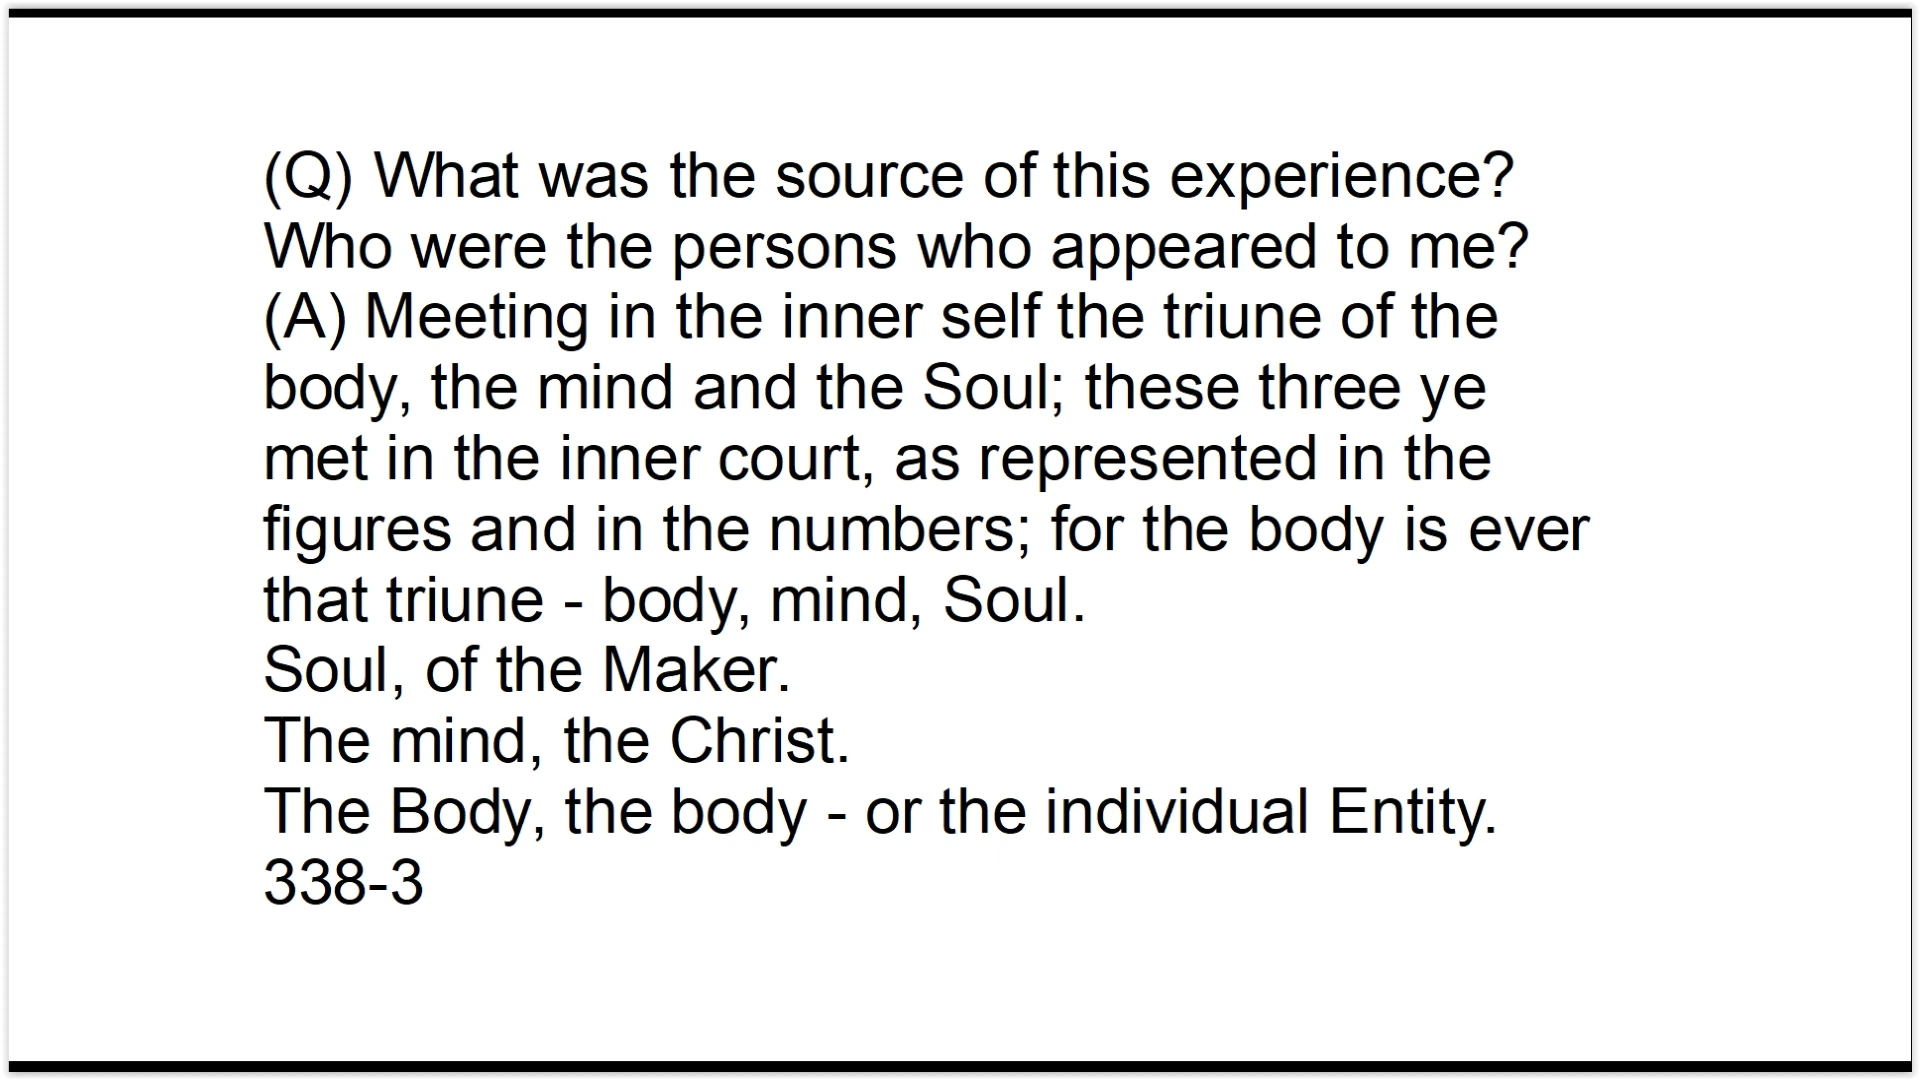 (Q) What was the source of this experience?
Who were the persons who appeared to me?
(A) Meeting in the inner self the triune of the
body, the mind and the Soul; these three ye
met in the inner court, as represented in the
figures and in the numbers; for the body is ever
that triune - body, mind, Soul.
Soul, of the Maker.
The mind, the Christ.
The Body, the body - or the individual Entity.
338-3